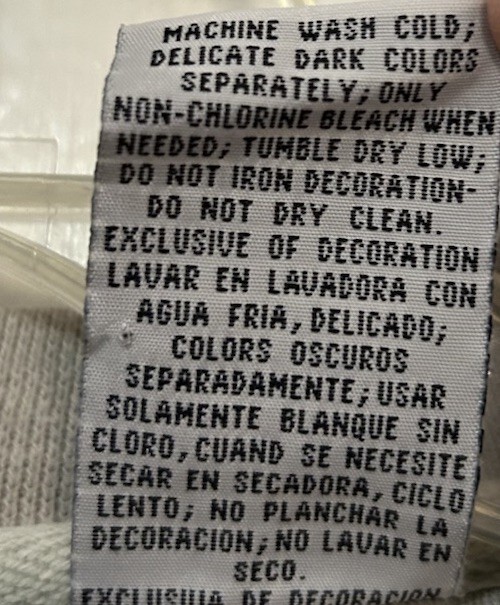 MACHINE WASH COLD;
DELICATE DARK COLORS
SEPARATELY; ONLY
NON-CHLORINE BLEACH WHEN
NEEDED; TUMBLE DRY LOW;
DO NOT IRON DECORATION-
DO NOT DRY CLEAN.
EXCLUSIVE OF DECORATION
LAVAR EN LAVADORA CON
AGUA FRIA, DELICADO;
COLORS OSCUROS
SEPARADAMENTE; USAR
SOLAMENTE BLANQUE SIN
CLORO, CUAND SE NECESITE
SECAR EN SECADORA, CICLO
LENTO; NO PLANCHAR LA
DECORACION; NO LAVAR EN
SECO.
EXCLUSUIA DE DECORACION